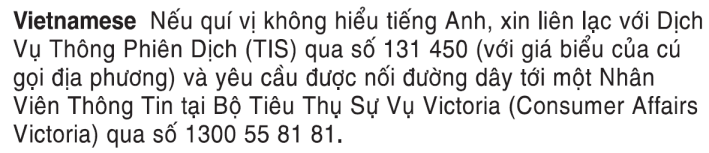 Vietnamese Nếu quí vị không hiểu tiếng Anh, xin liên lạc với Dịch
Vụ Thông Phiên Dịch (TIS) qua số 131 450 (với giá biểu của cú
gọi địa phương) và yêu cầu được nối đường dây tới một Nhân
Viên Thông Tin tại Bộ Tiêu Thụ Sự Vụ Victoria (Consumer Affairs
Victoria) qua số 1300 55 81 81.